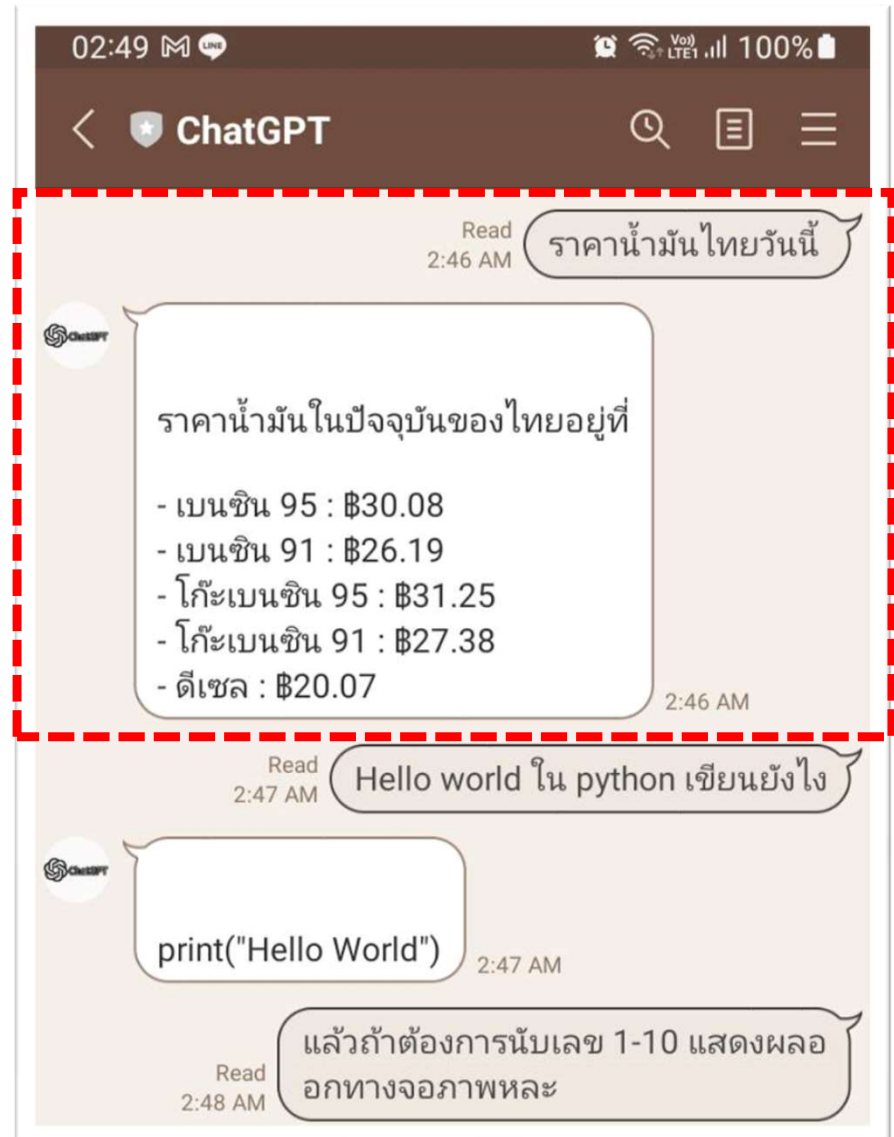 02:49
LINE
Vo))
LTE1
100%
ChatGPT
Read
2:46 AM
ราคาน้ำมันไทยวันนี้
ChatGPT
ราคาน้ำมันในปัจจุบันของไทยอยู่ที่
- เบนซิน 95 : ฿30.08
- เบนซิน 91 : ฿26.19
- โก๊ะเบนซิน 95 : ฿31.25
- โก๊ะเบนซิน 91 : ฿27.38
- ดีเซล : ฿20.07
2:46 AM
Read
2:47 AM
Hello world ใน python เขียนยังไง
ChatGPT
print("Hello World")
2:47 AM
แล้วถ้าต้องการนับเลข 1-10 แสดงผลอ
อกทางจอภาพหละ
Read
2:48 AM